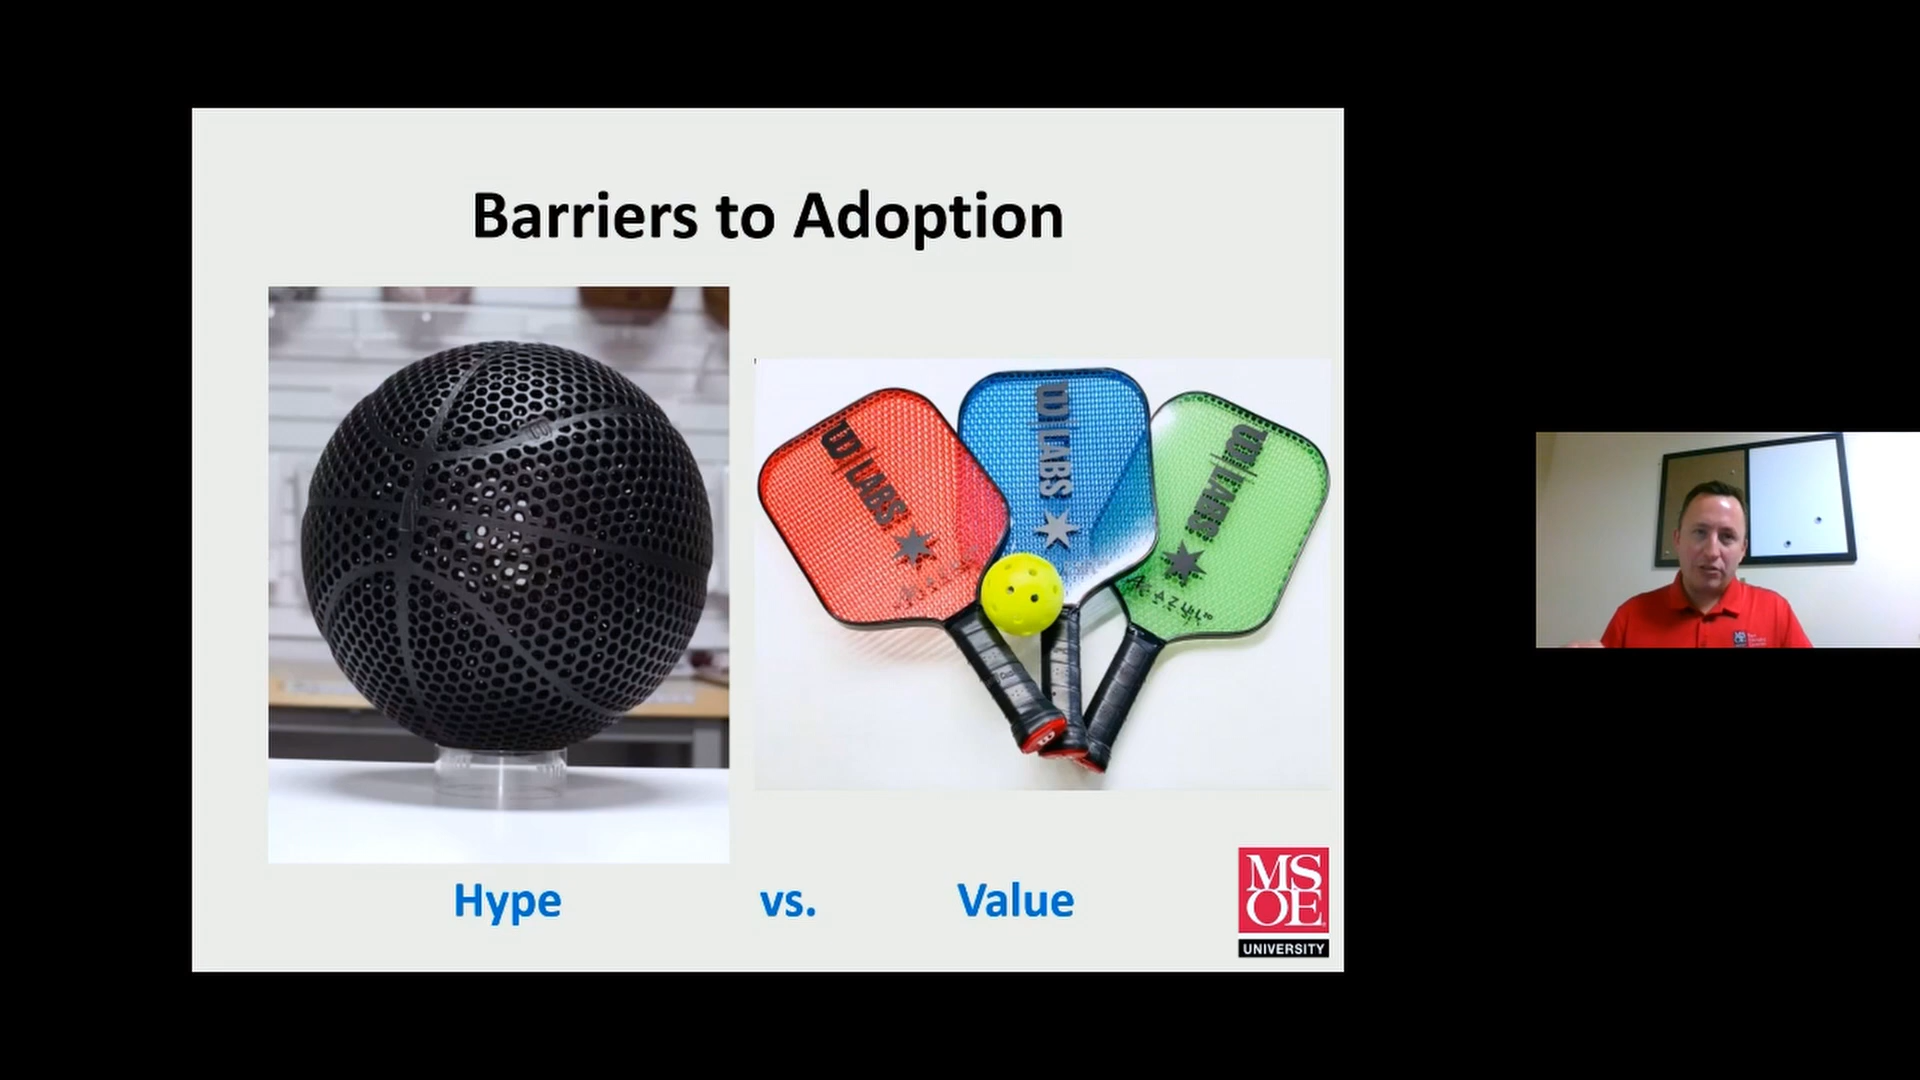 Barriers to Adoption
W LABS
W LABS
W LABS
Hype vs. Value
MS
OE
UNIVERSITY